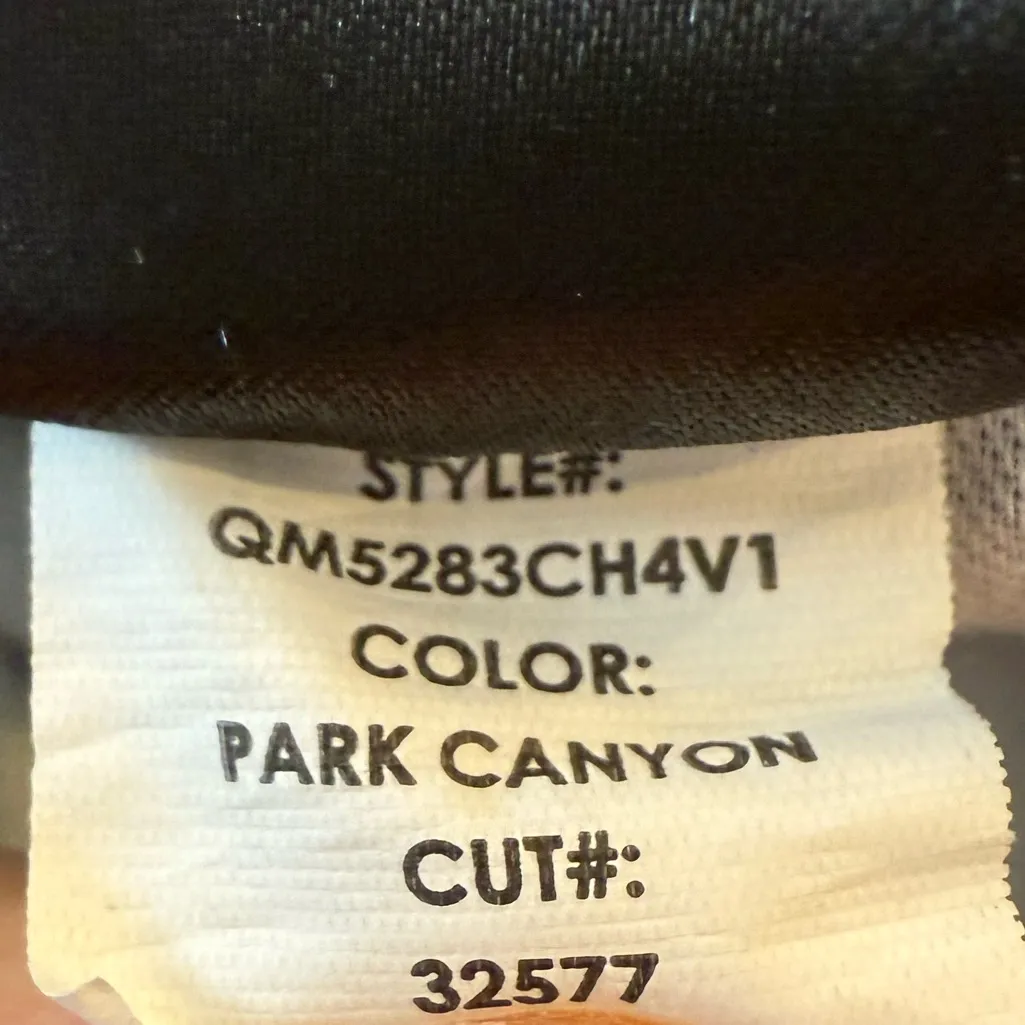 STYLE#:
QM5283CH4V1
COLOR:
PARK CANYON
CUT#:
32577